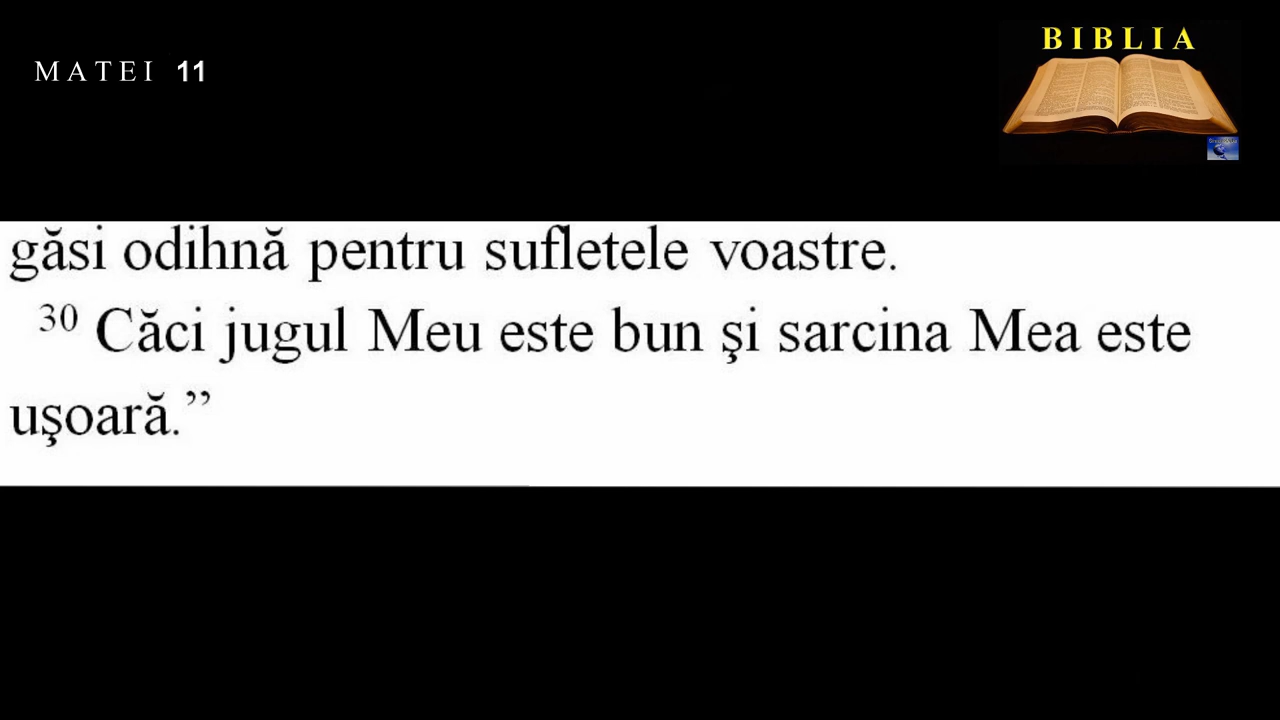 BIBLIA
MATEI 11
găsi odihnă pentru sufletele voastre.
30 Căci jugul Meu este bun şi sarcina Mea este
uşoară.”